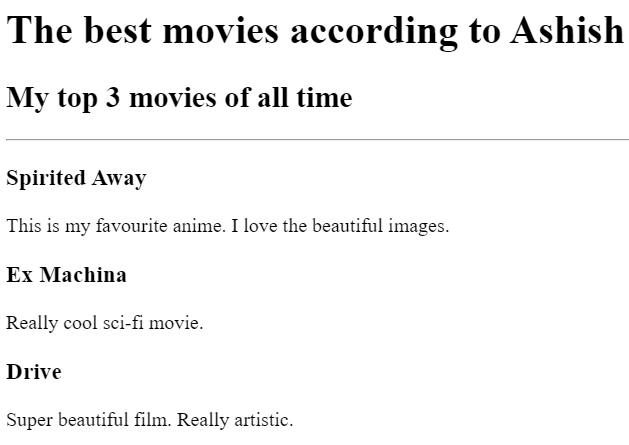 The best movies according to Ashish
My top 3 movies of all time
Spirited Away
This is my favourite anime. I love the beautiful images.
Ex Machina
Really cool sci-fi movie.
Drive
Super beautiful film. Really artistic.